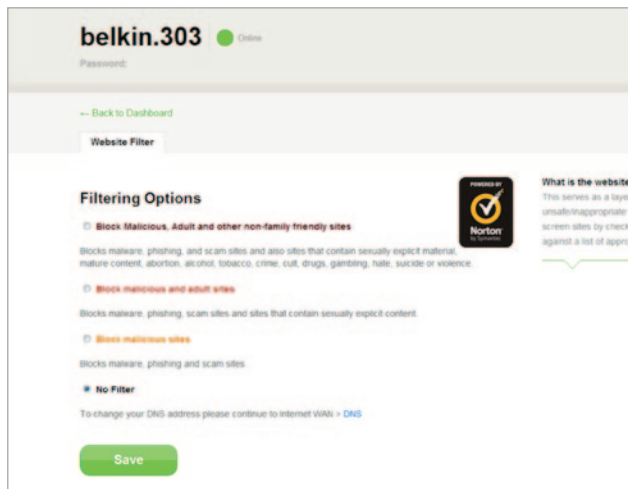 belkin.303 Online
Password:
← Back to Dashboard
Website Filter
Filtering Options
Block Malicious, Adult and other non-family friendly sites
Blocks malware, phishing, and scam sites and also sites that contain sexually explicit material,
mature content, abortion, alcohol, tobacco, crime, cult, drugs, gambling, hate, suicide or violence.
Block malicious and adult sites
Blocks malware, phishing, scam sites and sites that contain sexually explicit content.
Block malicious sites
Blocks malware, phishing and scam sites
No Filter
To change your DNS address please continue to Internet WAN > DNS
Save
POWERED BY
Norton
by Symantec
What is the website
This serves as a laye
unsafe/inappropriate
screen sites by check
against a list of appro